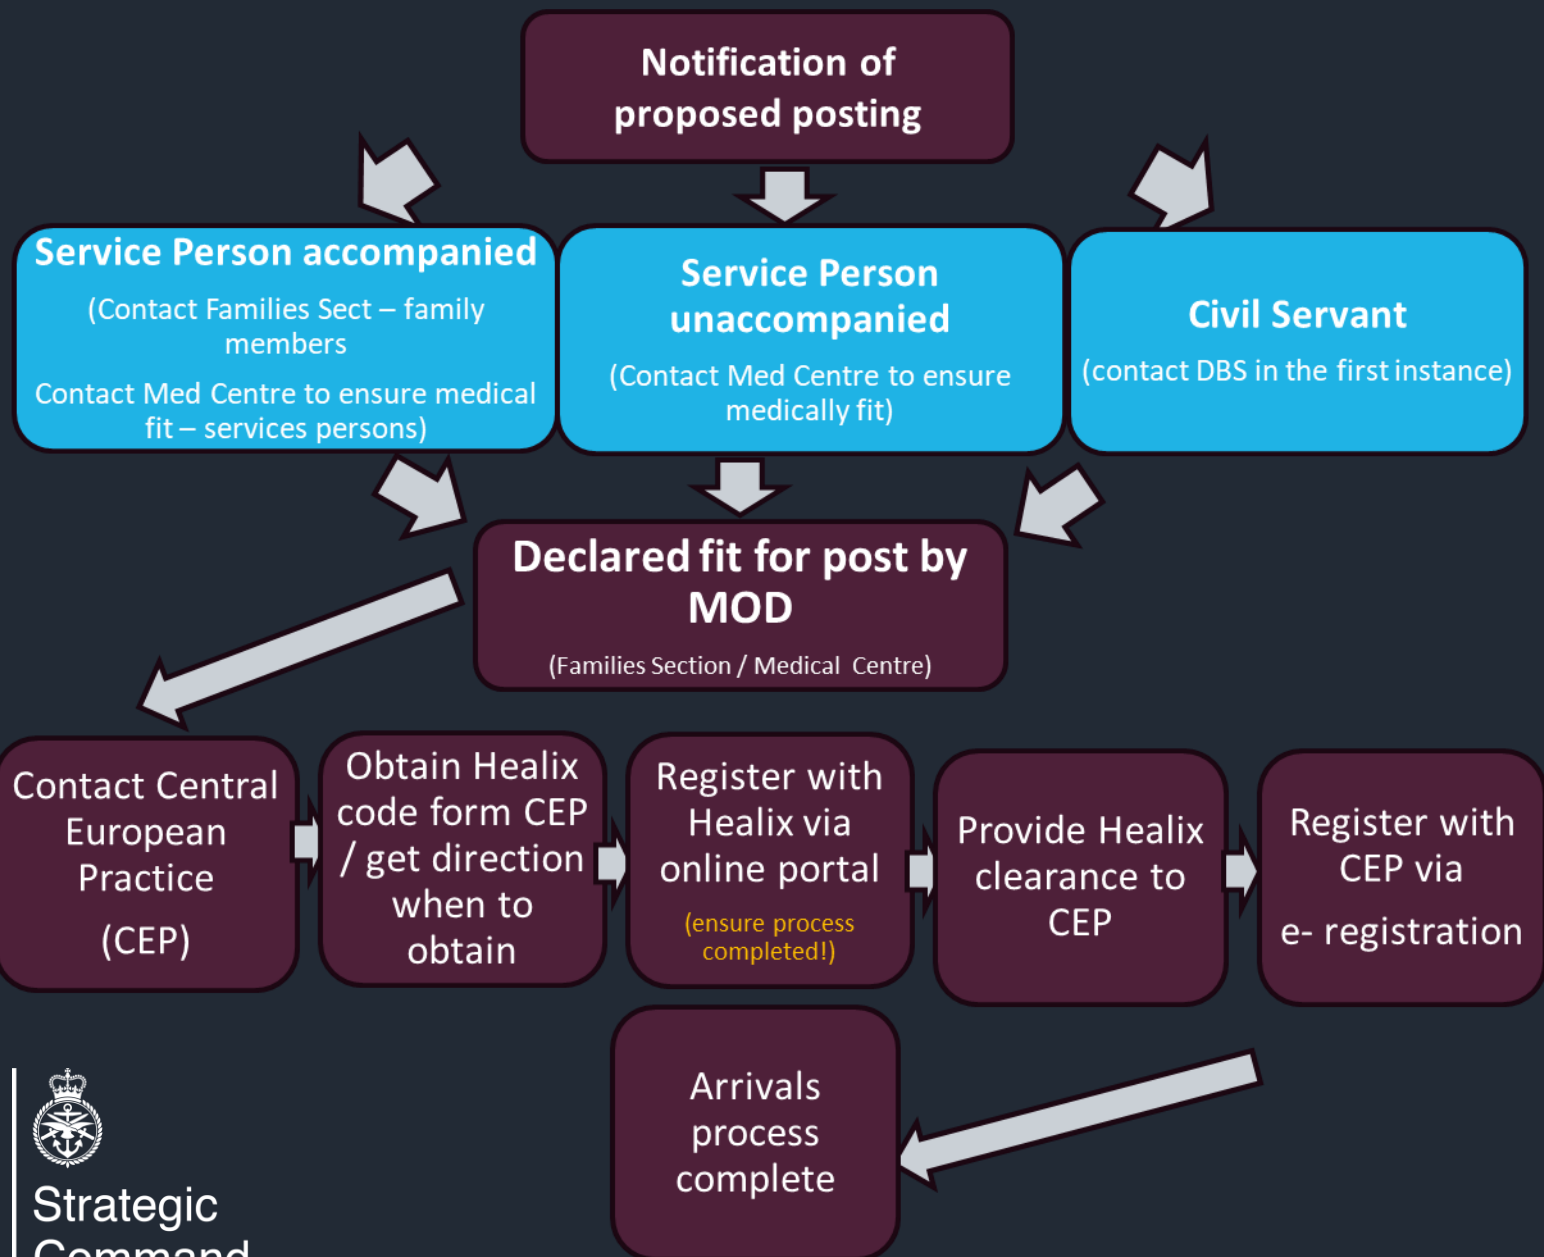 Notification of
proposed posting
Service Person accompanied
(Contact Families Sect – family
members
Contact Med Centre to ensure medical
fit – services persons)
Service Person
unaccompanied
(Contact Med Centre to ensure
medically fit)
Civil Servant
(contact DBS in the first instance)
Declared fit for post by
MOD
(Families Section / Medical Centre)
Contact Central
European
Practice
(CEP)
Obtain Healix
code form CEP
/ get direction
when to
obtain
Register with
Healix via
online portal
(ensure process
completed!)
Provide Healix
clearance to
CEP
Register with
CEP via
e- registration
Arrivals
process
complete
Strategic
Command